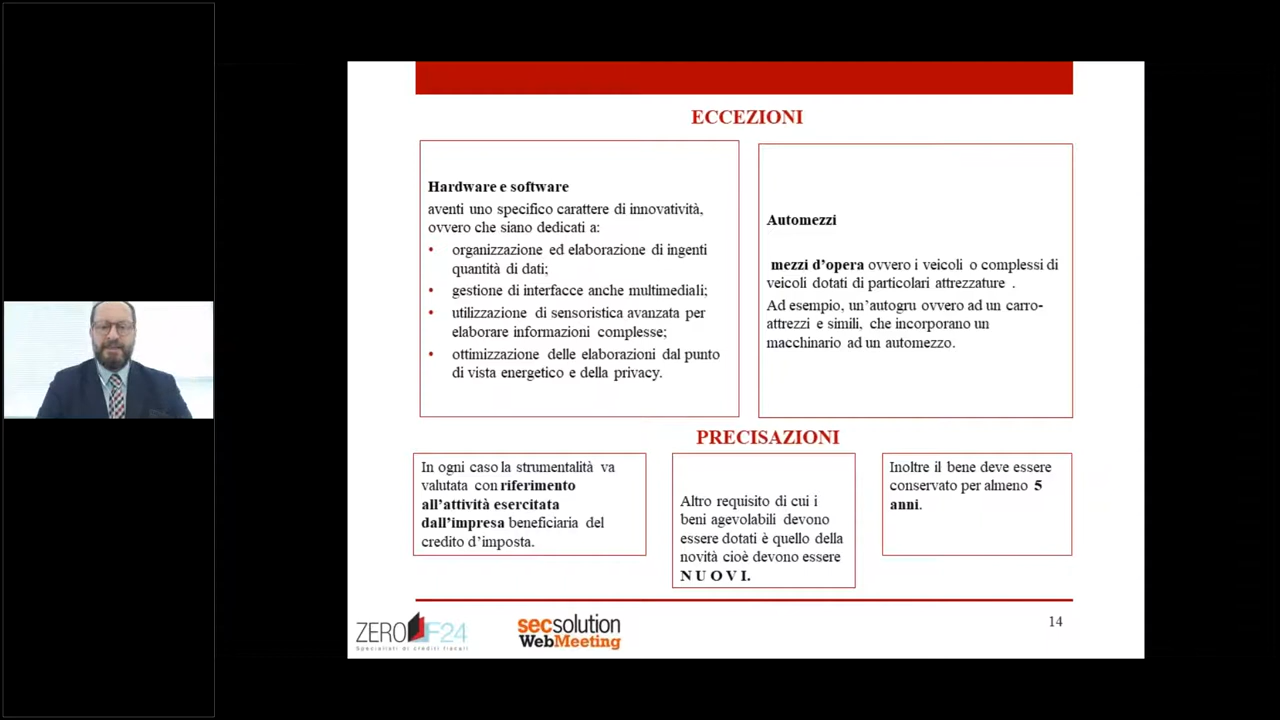 ECCEZIONI
Hardware e software
aventi uno specifico carattere di innovatività,
ovvero che siano dedicati a:
• organizzazione ed elaborazione di ingenti
quantità di dati;
• gestione di interfacce anche multimediali;
• utilizzazione di sensoristica avanzata per
elaborare informazioni complesse;
• ottimizzazione delle elaborazioni dal punto
di vista energetico e della privacy.
Automezzi
mezzi d'opera ovvero i veicoli o complessi di
veicoli dotati di particolari attrezzature .
Ad esempio, un'autogru ovvero ad un carro-
attrezzi e simili, che incorporano un
macchinario ad un automezzo.
PRECISAZIONI
In ogni caso la strumentalità va
valutata con riferimento
all'attività esercitata
dall'impresa beneficiaria del
credito d'imposta.
Altro requisito di cui i
beni agevolabili devono
essere dotati è quello della
novità cioè devono essere
N U O V I.
Inoltre il bene deve essere
conservato per almeno 5
anni.
ZERO F24
Specialisti di crediti fiscali
secsolution
WebMeeting
14